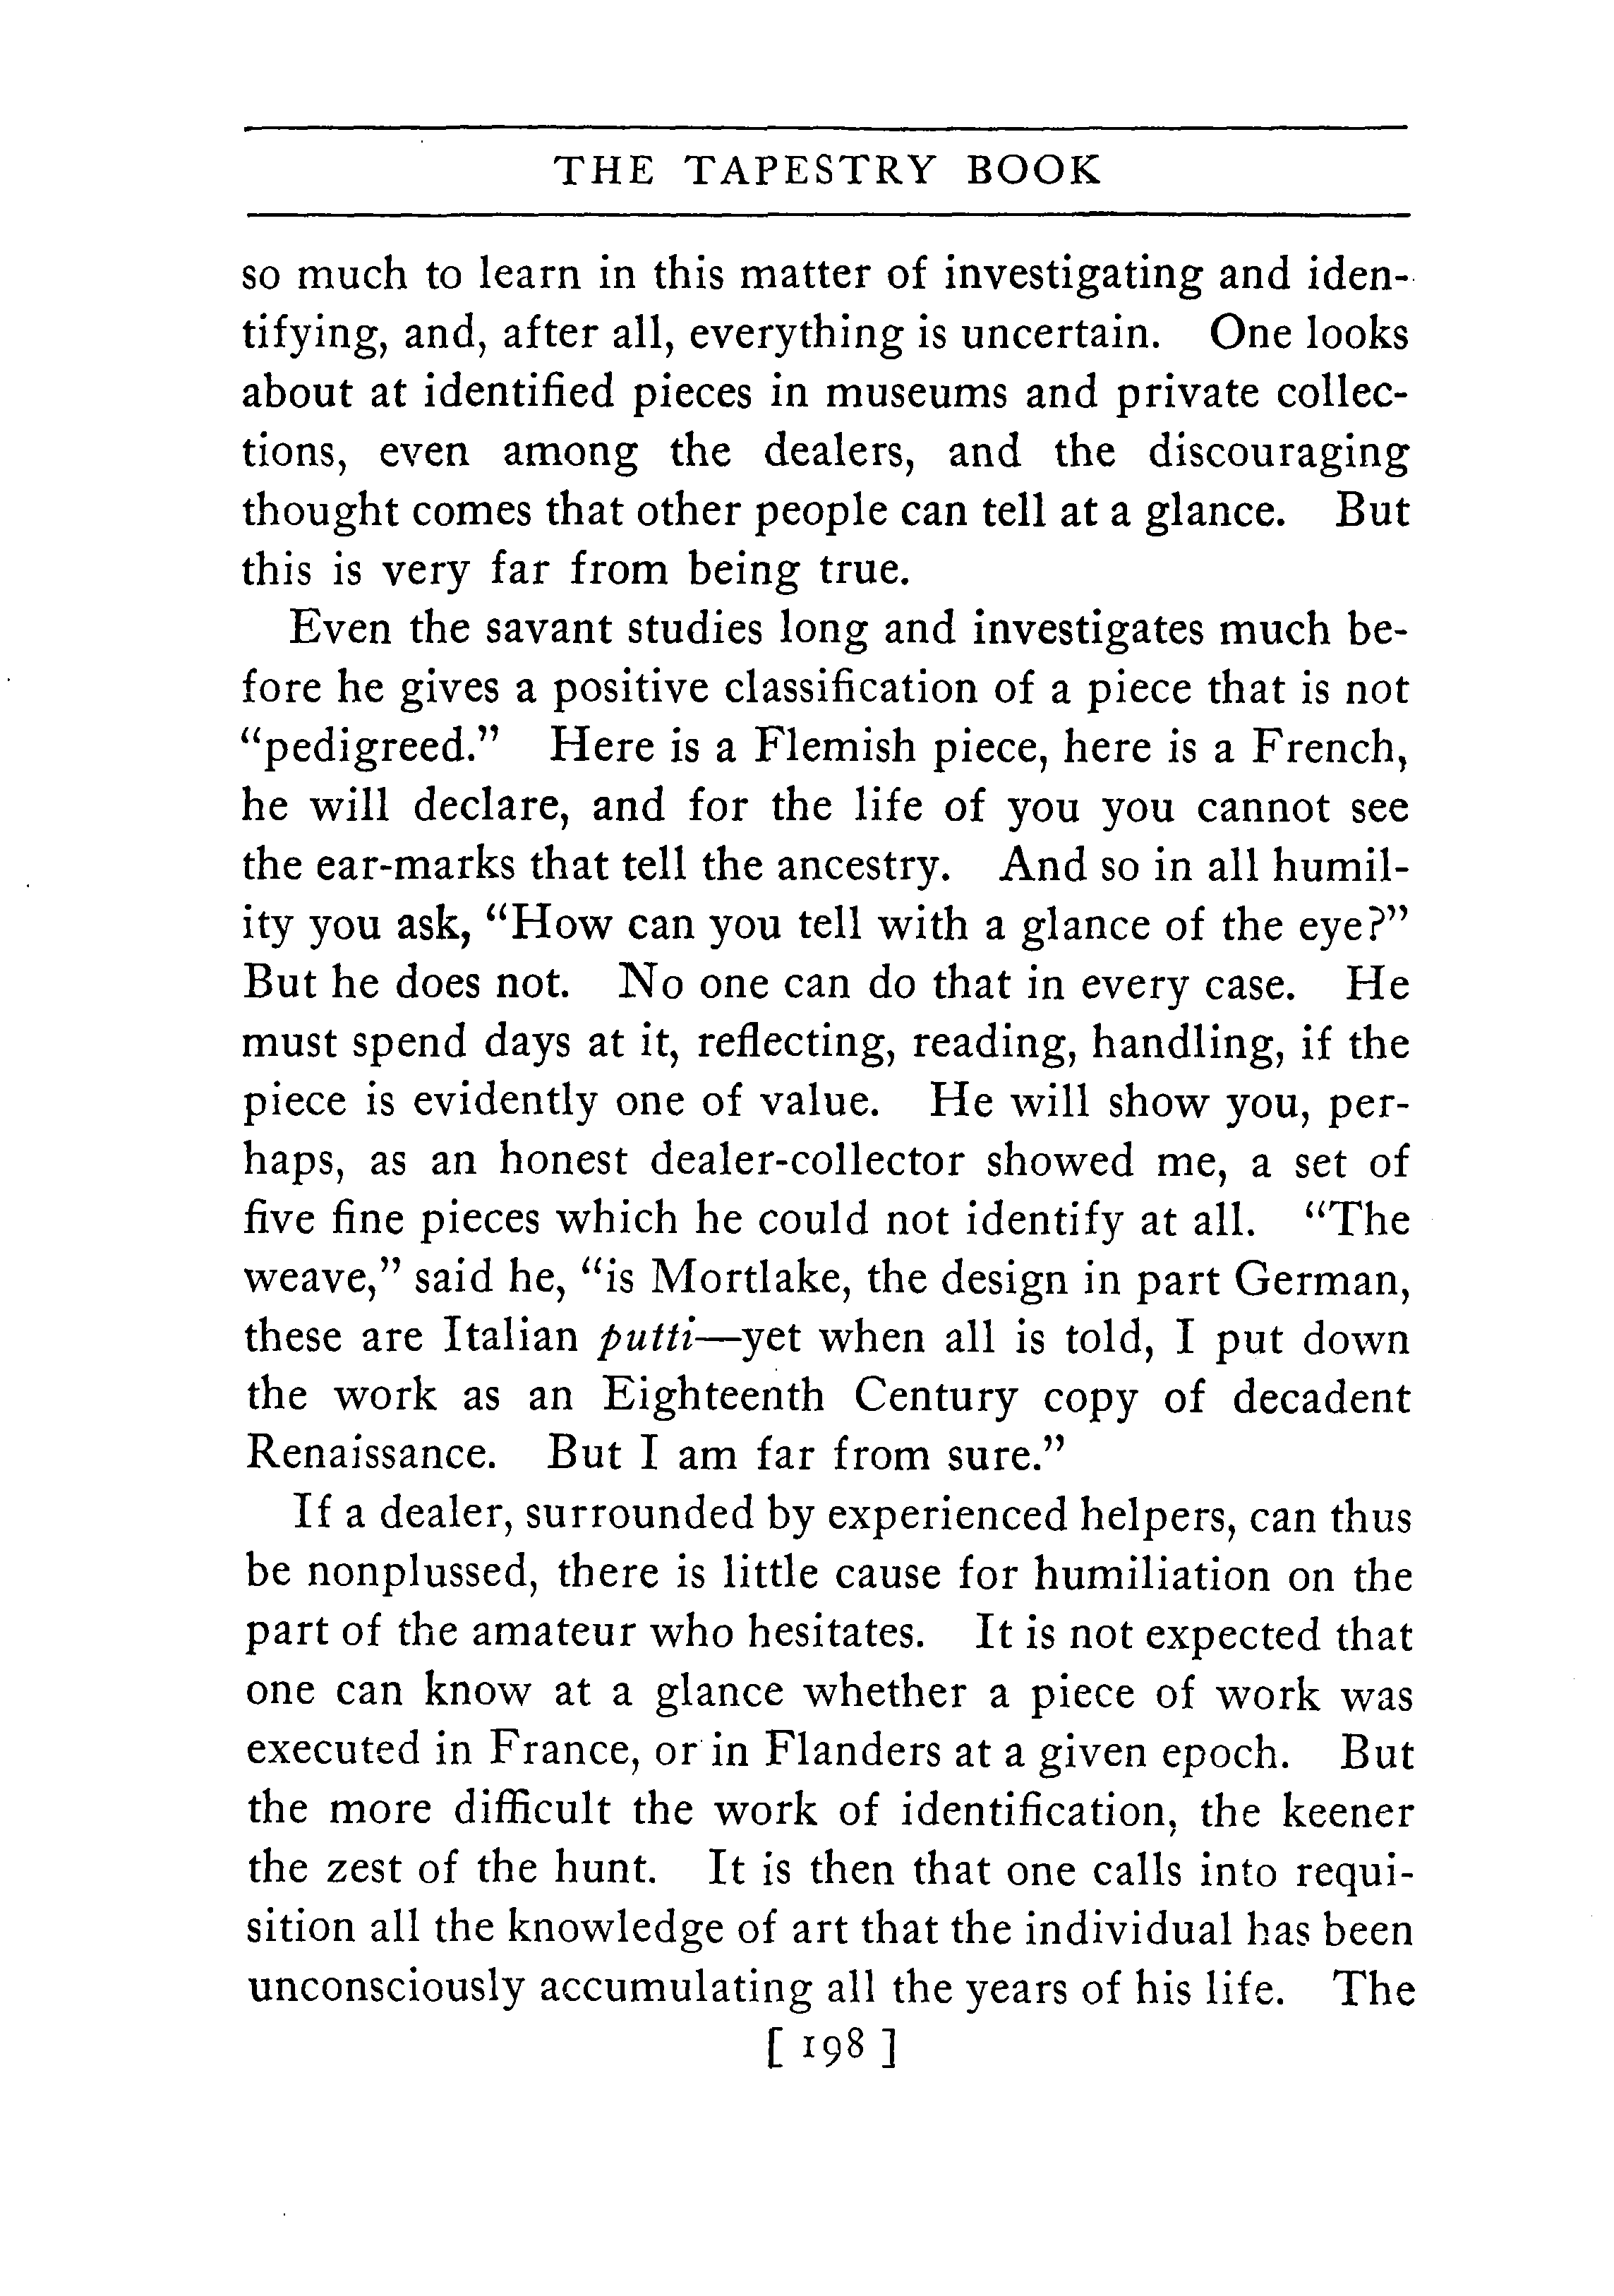 THE TAPESTRY BOOK
so much to learn in this matter of investigating and iden-
tifying, and, after all, everything is uncertain. One looks
about at identified pieces in museums and private collec-
tions, even among the dealers, and the discouraging
thought comes that other people can tell at a glance. But
this is very far from being true.
Even the savant studies long and investigates much be-
fore he gives a positive classification of a piece that is not
“pedigreed.” Here is a Flemish piece, here is a French,
he will declare, and for the life of you you cannot see
the ear-marks that tell the ancestry. And so in all humil-
ity you ask, “How can you tell with a glance of the eye?”
But he does not. No one can do that in every case. He
must spend days at it, reflecting, reading, handling, if the
piece is evidently one of value. He will show you, per-
haps, as an honest dealer-collector showed me, a set of
five fine pieces which he could not identify at all. “The
weave,” said he, “is Mortlake, the design in part German,
these are Italian putti—yet when all is told, I put down
the work as an Eighteenth Century copy of decadent
Renaissance. But I am far from sure.”
If a dealer, surrounded by experienced helpers, can thus
be nonplussed, there is little cause for humiliation on the
part of the amateur who hesitates. It is not expected that
one can know at a glance whether a piece of work was
executed in France, or in Flanders at a given epoch. But
the more difficult the work of identification, the keener
the zest of the hunt. It is then that one calls into requi-
sition all the knowledge of art that the individual has been
unconsciously accumulating all the years of his life. The
[ 198 ]